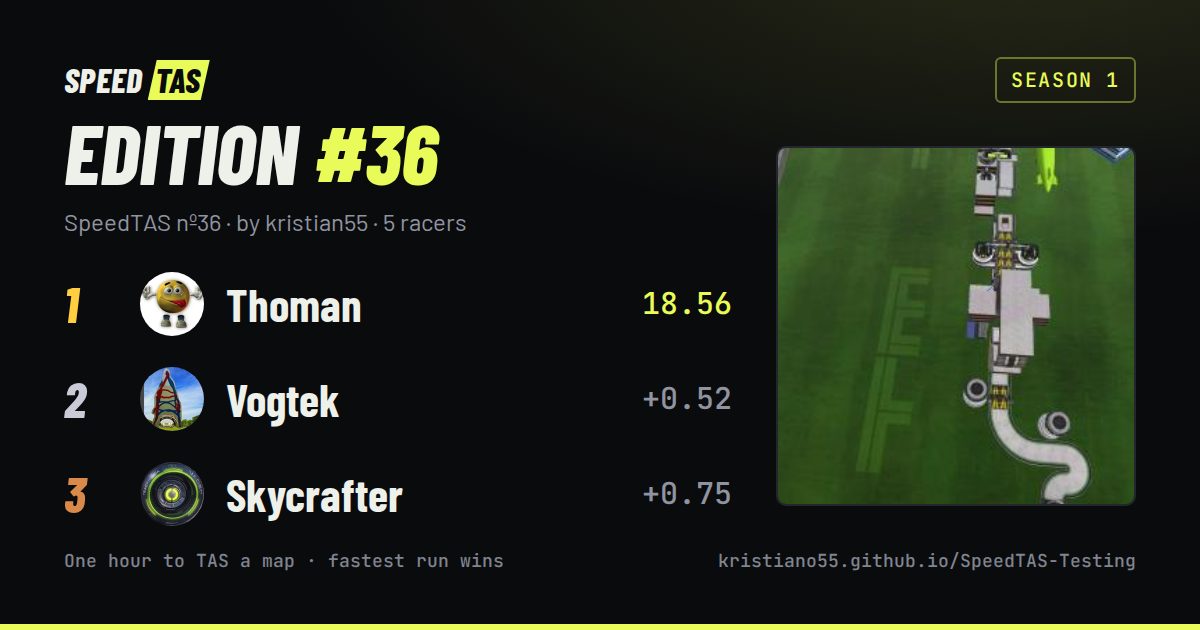 SPEED TAS
SEASON 1
EDITION #36
SpeedTAS nº36 · by kristian55 · 5 racers
1 Thoman 18.56
2 Vogtek +0.52
3 Skycrafter +0.75
One hour to TAS a map · fastest run wins
kristiano55.github.io/SpeedTAS-Testing